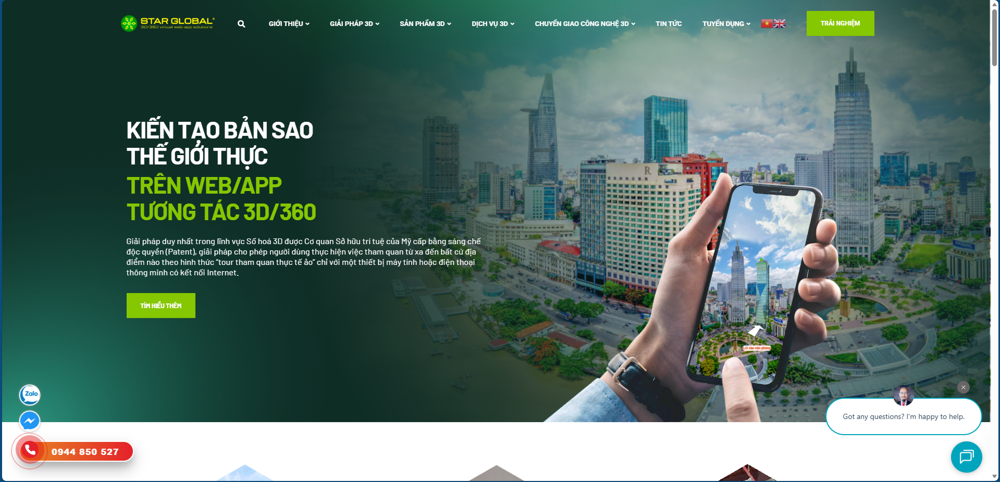 STAR GLOBAL®
3D/360 virtual web-app solutions
GIỚI THIỆU
GIẢI PHÁP 3D
SẢN PHẨM 3D
DỊCH VỤ 3D
CHUYỂN GIAO CÔNG NGHỆ 3D
TIN TỨC
TUYỂN DỤNG
TRẢI NGHIỆM
KIẾN TẠO BẢN SAO
THẾ GIỚI THỰC
TRÊN WEB/APP
TƯƠNG TÁC 3D/360
Giải pháp duy nhất trong lĩnh vực Số hoá 3D được Cơ quan Sở hữu trí tuệ của Mỹ cấp bằng sáng chế
độc quyền (Patent), giải pháp cho phép người dùng thực hiện việc tham quan từ xa đến bất cứ địa
điểm nào theo hình thức “tour tham quan thực tế ảo” chỉ với một thiết bị máy tính hoặc điện thoại
thông minh có kết nối Internet.
TÌM HIỂU THÊM
R
Lối vào văn phòng
Zalo
Got any questions? I'm happy to help.
0944 850 527